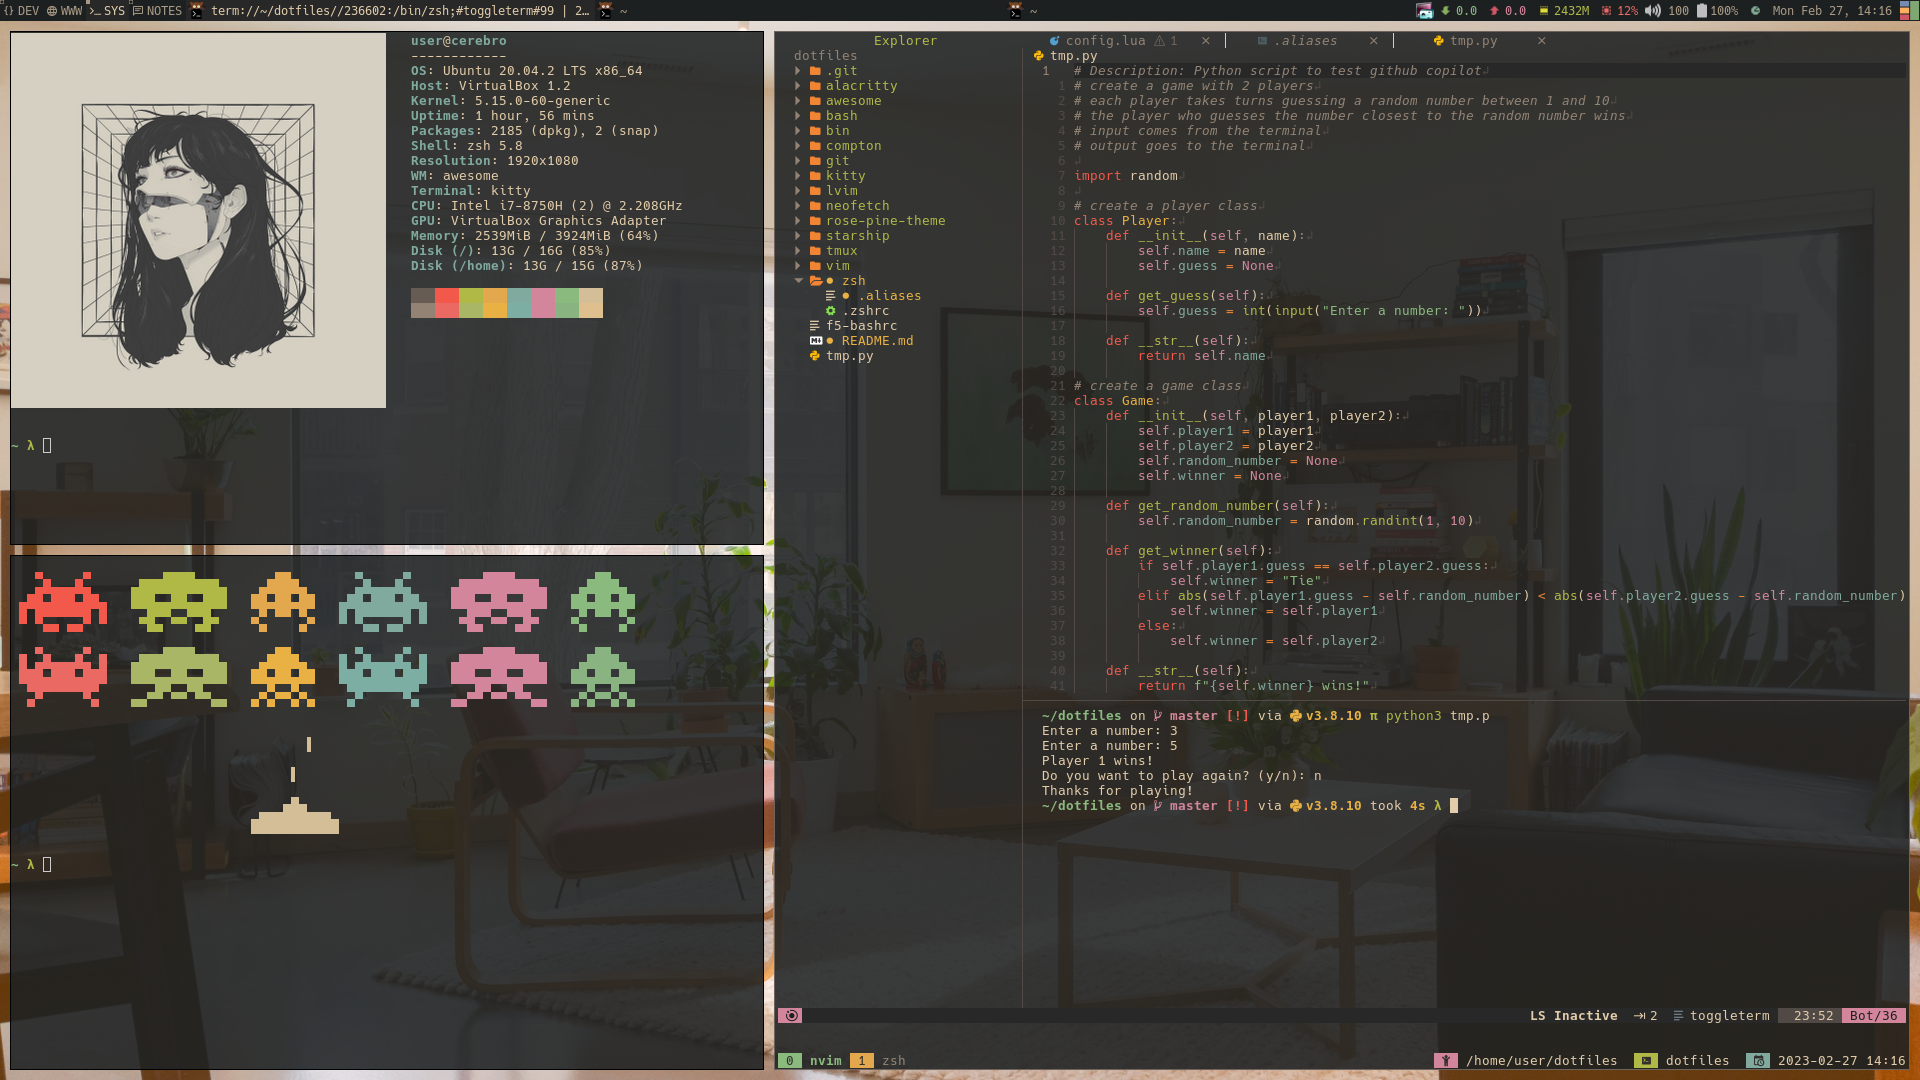 DEV WWW SYS NOTES term://~/dotfiles//236602:/bin/zsh;#toggleterm#99 | 2… ~ ~ 0.0 0.0 2432M 12% 100 100% Mon Feb 27, 14:16
user@cerebro
------------
OS: Ubuntu 20.04.2 LTS x86_64
Host: VirtualBox 1.2
Kernel: 5.15.0-60-generic
Uptime: 1 hour, 56 mins
Packages: 2185 (dpkg), 2 (snap)
Shell: zsh 5.8
Resolution: 1920x1080
WM: awesome
Terminal: kitty
CPU: Intel i7-8750H (2) @ 2.208GHz
GPU: VirtualBox Graphics Adapter
Memory: 2539MiB / 3924MiB (64%)
Disk (/): 13G / 16G (85%)
Disk (/home): 13G / 15G (87%)
~ λ
~ λ
Explorer
dotfiles
.git
alacritty
awesome
bash
bin
compton
git
kitty
lvim
neofetch
rose-pine-theme
starship
tmux
vim
zsh
.aliases
.zshrc
f5-bashrc
README.md
tmp.py
config.lua 1 × .aliases × tmp.py ×
tmp.py
1 # Description: Python script to test github copilot
1 # create a game with 2 players
2 # each player takes turns guessing a random number between 1 and 10
3 # the player who guesses the number closest to the random number wins
4 # input comes from the terminal
5 # output goes to the terminal
6
7 import random
8
9 # create a player class
10 class Player:
11 def __init__(self, name):
12 self.name = name
13 self.guess = None
14
15 def get_guess(self):
16 self.guess = int(input("Enter a number: "))
17
18 def __str__(self):
19 return self.name
20
21 # create a game class
22 class Game:
23 def __init__(self, player1, player2):
24 self.player1 = player1
25 self.player2 = player2
26 self.random_number = None
27 self.winner = None
28
29 def get_random_number(self):
30 self.random_number = random.randint(1, 10)
31
32 def get_winner(self):
33 if self.player1.guess == self.player2.guess:
34 self.winner = "Tie"
35 elif abs(self.player1.guess - self.random_number) < abs(self.player2.guess - self.random_number)
36 self.winner = self.player1
37 else:
38 self.winner = self.player2
39
40 def __str__(self):
41 return f"{self.winner} wins!"
~/dotfiles on master [!] via v3.8.10 π python3 tmp.p
Enter a number: 3
Enter a number: 5
Player 1 wins!
Do you want to play again? (y/n): n
Thanks for playing!
~/dotfiles on master [!] via v3.8.10 took 4s λ
LS Inactive 2 toggleterm 23:52 Bot/36
0 nvim 1 zsh /home/user/dotfiles dotfiles 2023-02-27 14:16